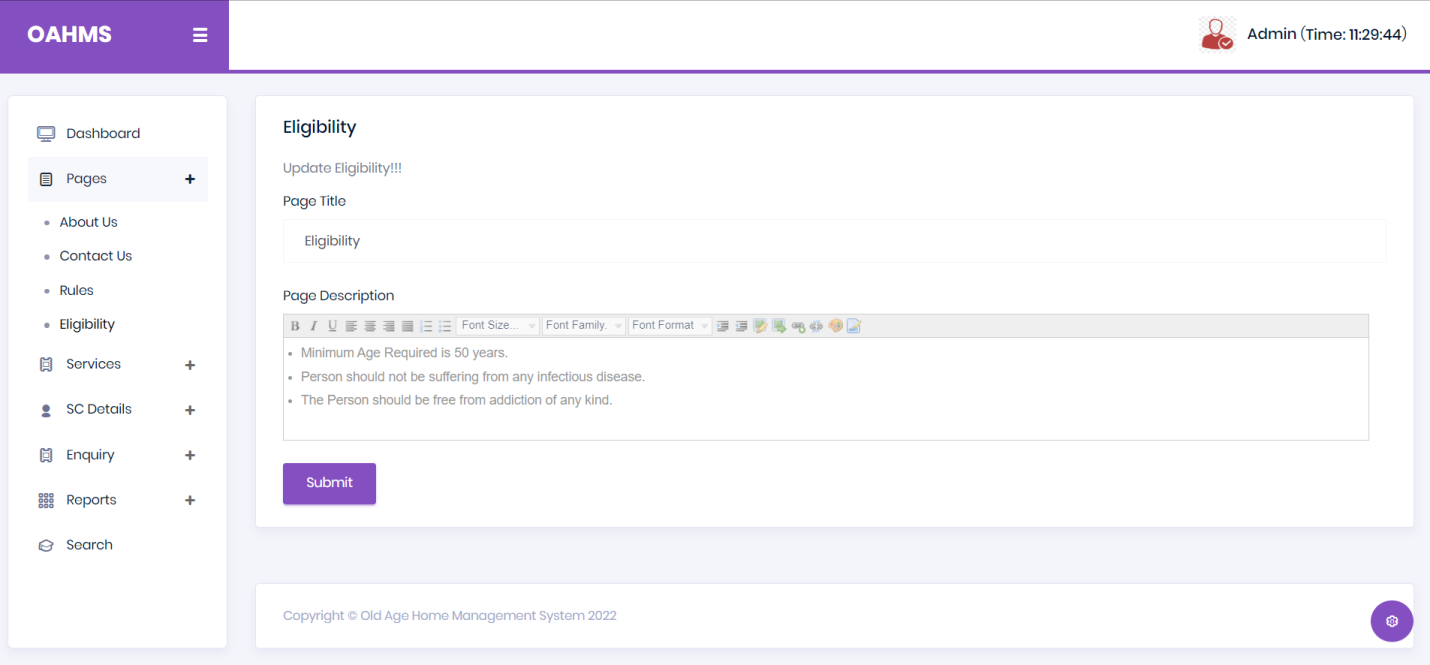 OAHMS
Admin (Time: 11:29:44)
Dashboard
Pages +
About Us
Contact Us
Rules
Eligibility
Services +
SC Details +
Enquiry +
Reports +
Search
Eligibility
Update Eligibility!!!
Page Title
Eligibility
Page Description
B I U Font Size... Font Family. Font Format
• Minimum Age Required is 50 years.
• Person should not be suffering from any infectious disease.
• The Person should be free from addiction of any kind.
Submit
Copyright © Old Age Home Management System 2022